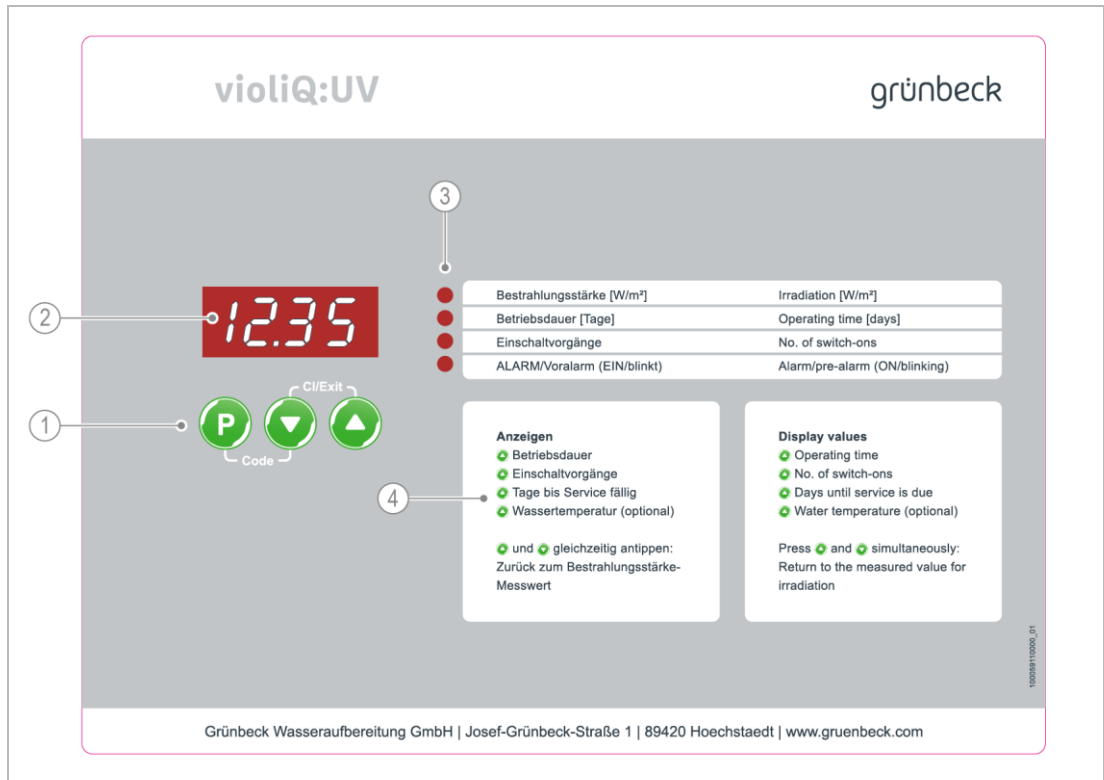 violiQ:UV
grünbeck
3
2
12.35
Bestrahlungsstärke [W/m²] Irradiation [W/m²]
Betriebsdauer [Tage] Operating time [days]
Einschaltvorgänge No. of switch-ons
ALARM/Voralarm (EIN/blinkt) Alarm/pre-alarm (ON/blinking)
Cl/Exit
1
P
Code
4
Anzeigen
Betriebsdauer
Einschaltvorgänge
Tage bis Service fällig
Wassertemperatur (optional)
und gleichzeitig antippen:
Zurück zum Bestrahlungsstärke-
Messwert
Display values
Operating time
No. of switch-ons
Days until service is due
Water temperature (optional)
Press and simultaneously:
Return to the measured value for
irradiation
100059110000_01
Grünbeck Wasseraufbereitung GmbH | Josef-Grünbeck-Straße 1 | 89420 Hoechstaedt | www.gruenbeck.com